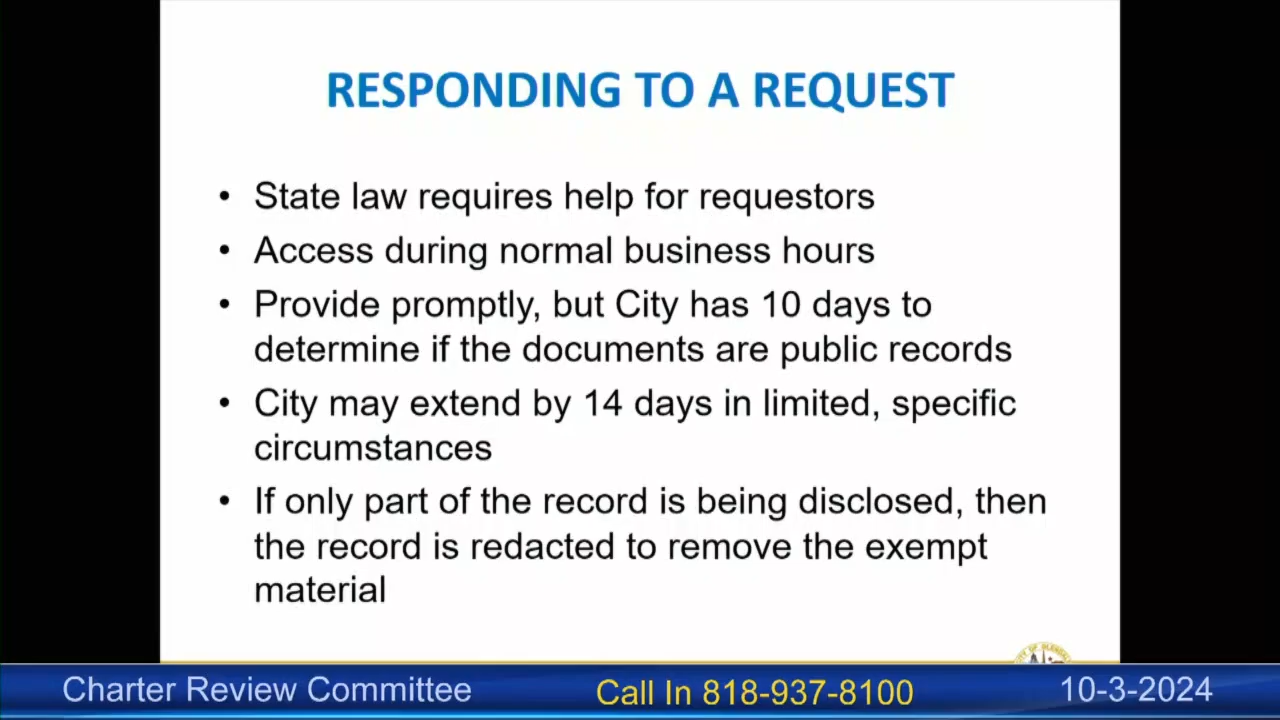 RESPONDING TO A REQUEST
• State law requires help for requestors
• Access during normal business hours
• Provide promptly, but City has 10 days to
determine if the documents are public records
• City may extend by 14 days in limited, specific
circumstances
• If only part of the record is being disclosed, then
the record is redacted to remove the exempt
material
Charter Review Committee
Call In 818-937-8100
10-3-2024